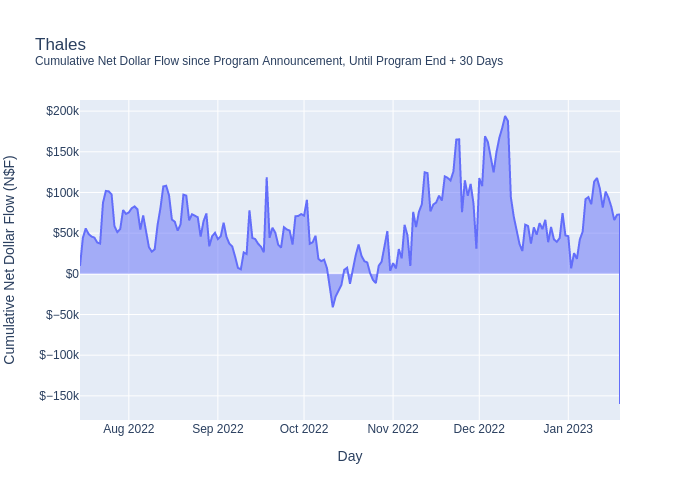 Thales
Cumulative Net Dollar Flow since Program Announcement, Until Program End + 30 Days
Cumulative Net Dollar Flow (N$F)
$200k
$150k
$100k
$50k
$0
$−50k
$−100k
$−150k
Aug 2022
Sep 2022
Oct 2022
Nov 2022
Dec 2022
Jan 2023
Day